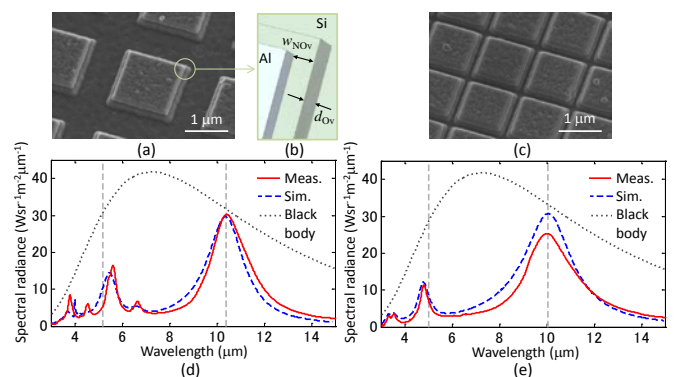 Si
w_NOv
Al
d_Ov
1 μm
1 μm
(a)
(b)
(c)
Spectral radiance (Wsr⁻¹m⁻²μm⁻¹)
40
30
20
10
0
Meas.
Sim.
Black body
4
6
8
10
12
14
Wavelength (μm)
(d)
Spectral radiance (Wsr⁻¹m⁻²μm⁻¹)
40
30
20
10
0
Meas.
Sim.
Black body
4
6
8
10
12
14
Wavelength (μm)
(e)